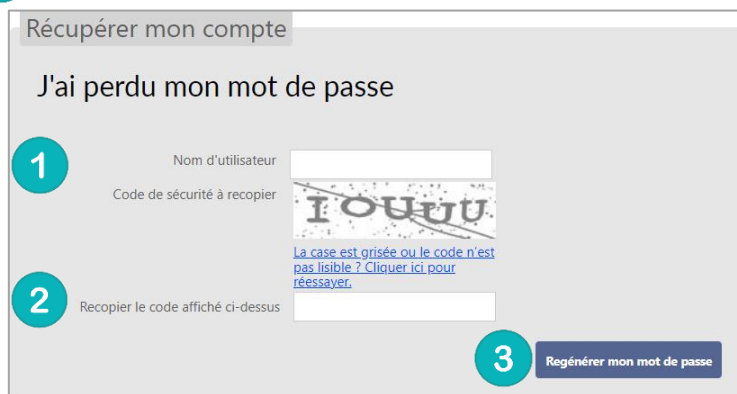 Récupérer mon compte
J'ai perdu mon mot de passe
1
Nom d'utilisateur
Code de sécurité à recopier
IOUUU
La case est grisée ou le code n'est
pas lisible ? Cliquer ici pour
réessayer.
2
Recopier le code affiché ci-dessus
3
Regénérer mon mot de passe